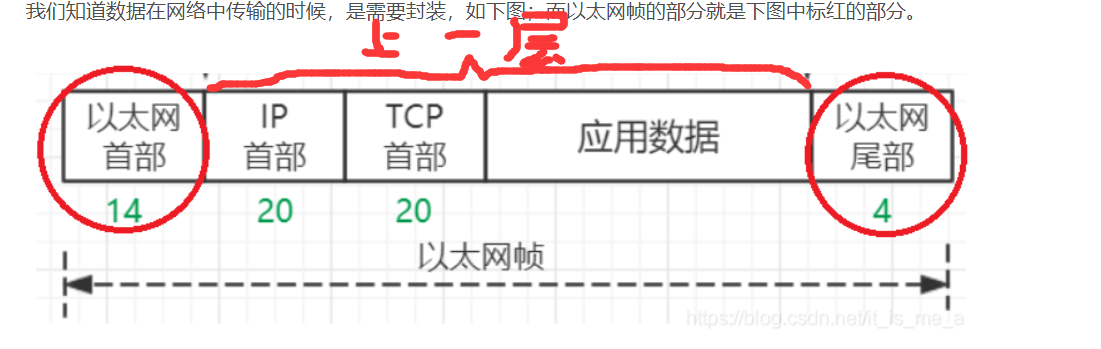 我们知道数据在网络中传输的时候，是需要封装，如下图；而以太网帧的部分就是下图中标红的部分。
上一层
以太网 IP TCP 应用数据 以太网
首部 首部 首部 尾部
14 20 20 4
以太网帧
https://blog.csdn.net/it_is_me_a